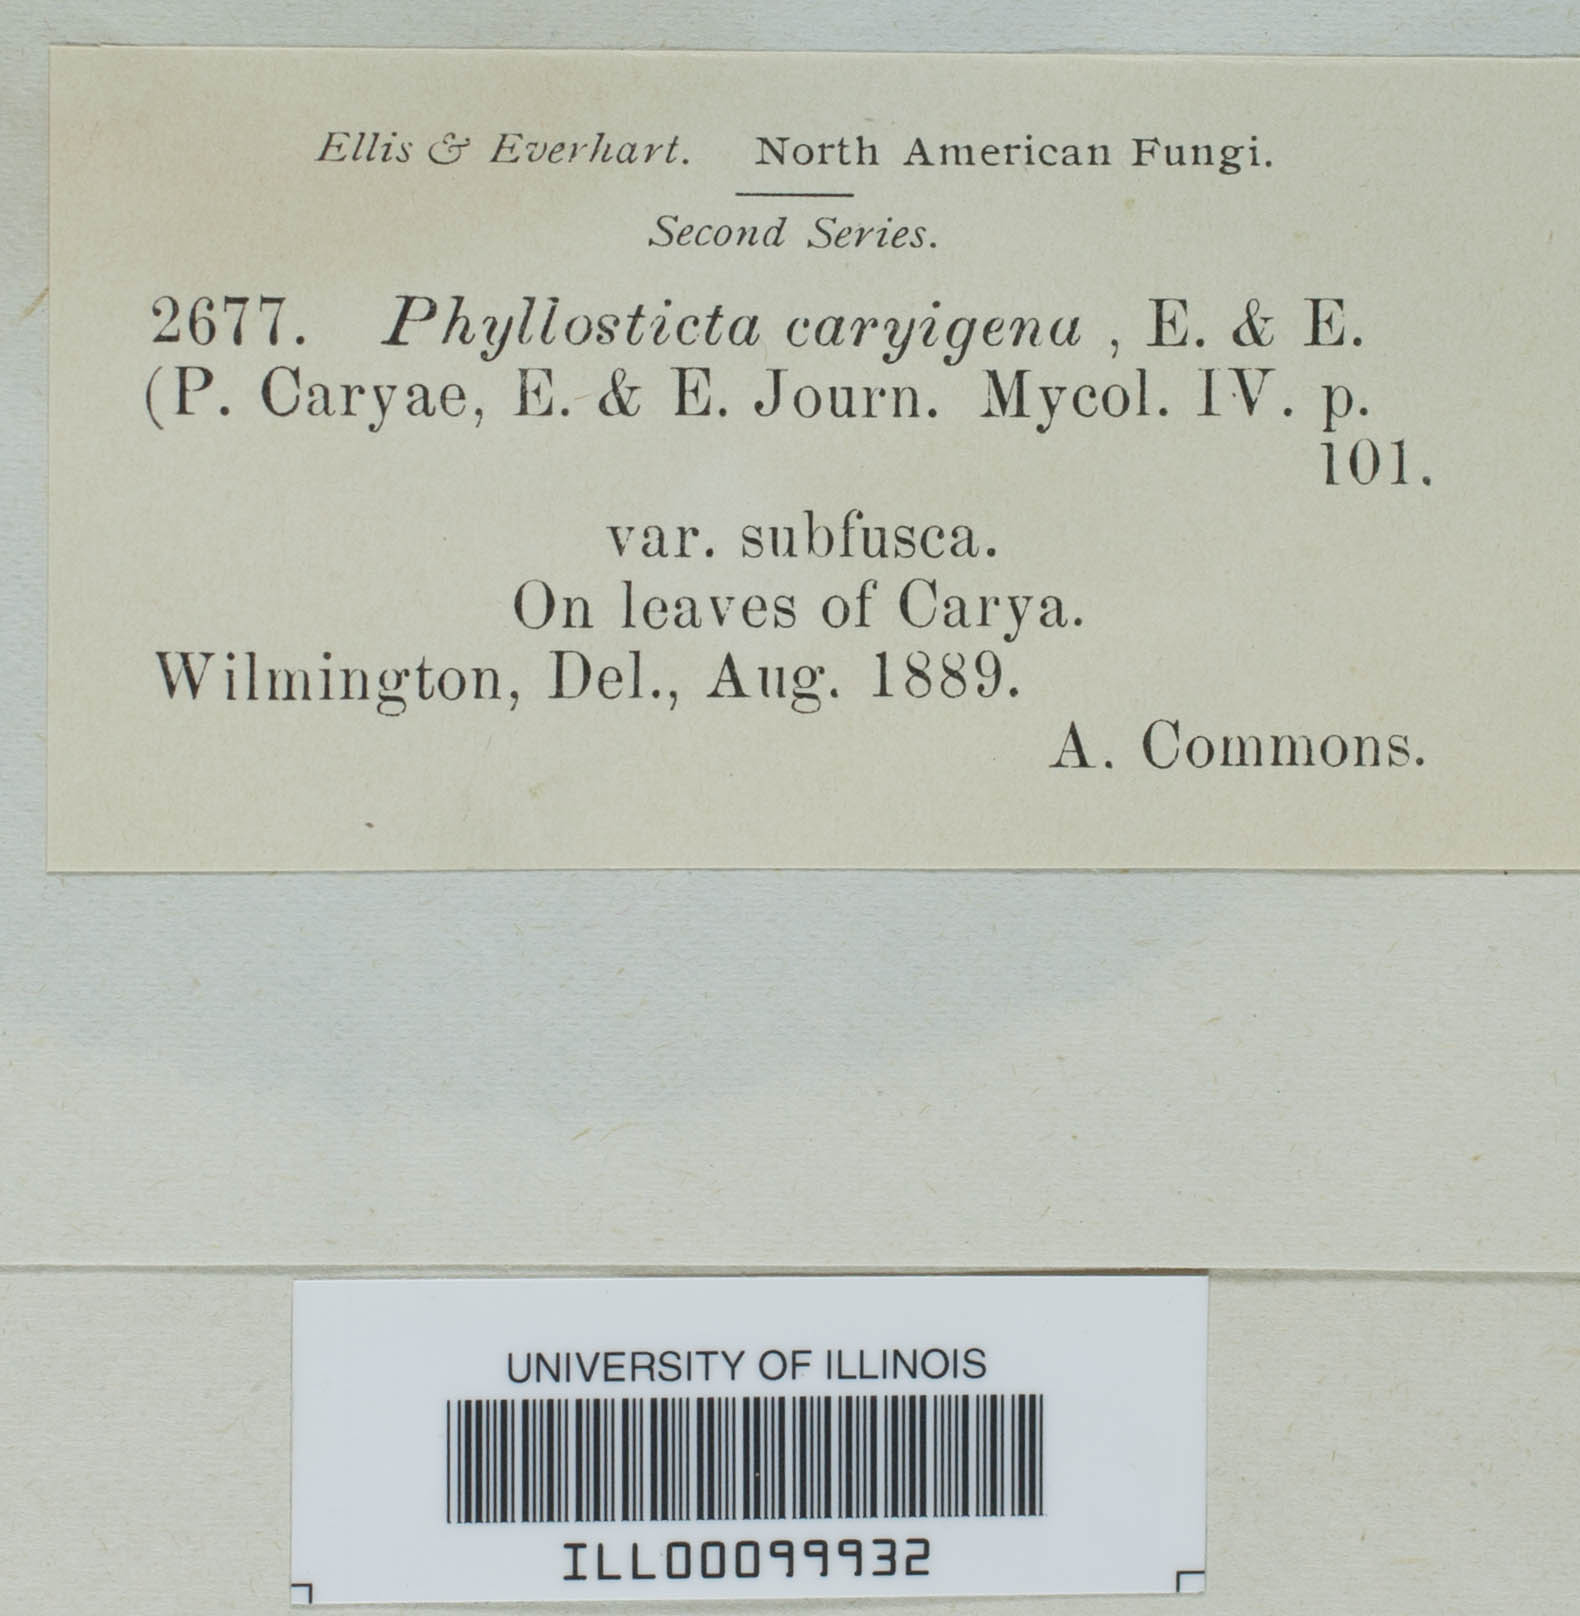 Ellis & Everhart. North American Fungi.
Second Series.
2677. Phyllosticta caryigena , E. & E.
(P. Caryae, E. & E. Journ. Mycol. IV. p.
101.
var. subfusca.
On leaves of Carya.
Wilmington, Del., Aug. 1889.
A. Commons.
UNIVERSITY OF ILLINOIS
ILL00099932